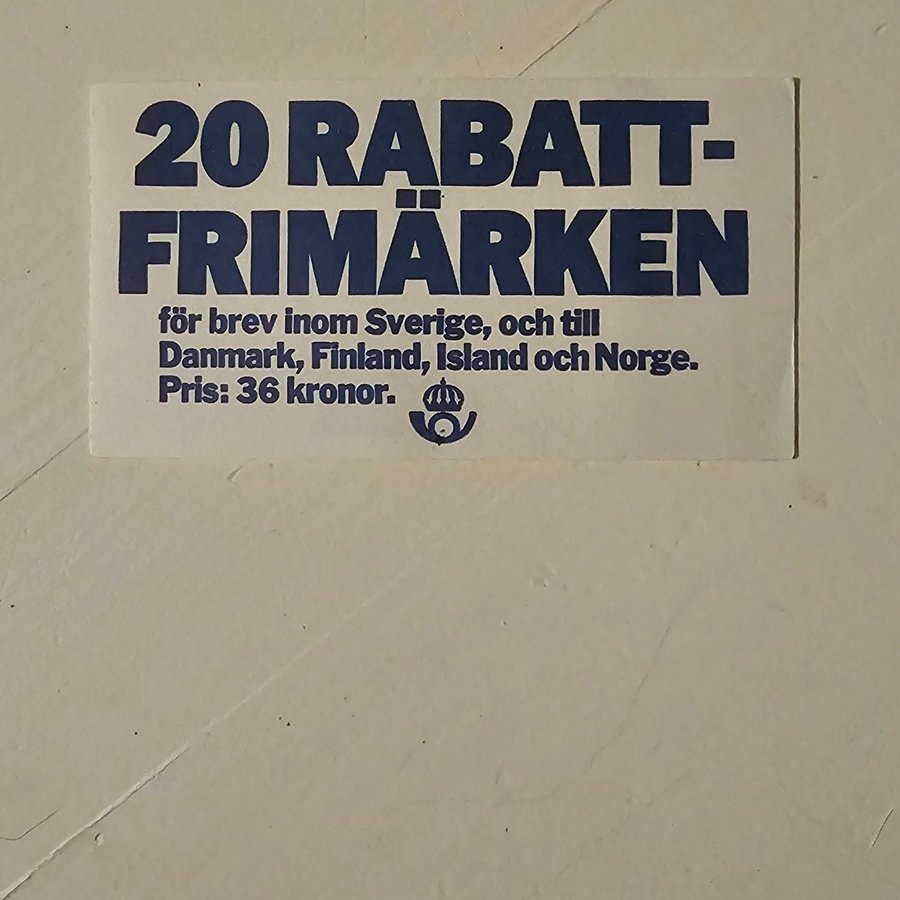 20 RABATT-
FRIMÄRKEN
för brev inom Sverige, och till
Danmark, Finland, Island och Norge.
Pris: 36 kronor.